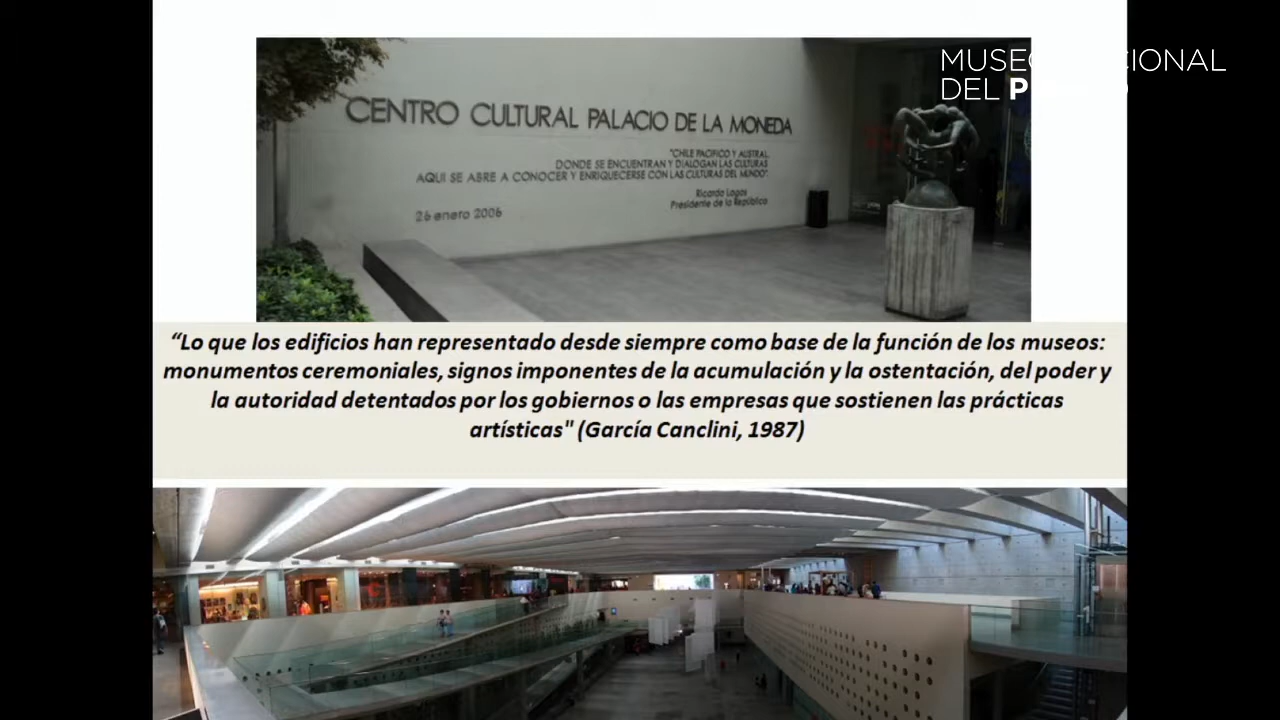 MUSEO NACIONAL
DEL PRADO
CENTRO CULTURAL PALACIO DE LA MONEDA
"CHILE PACIFICO Y AUSTRAL,
DONDE SE ENCUENTRAN Y DIALOGAN LAS CULTURAS
AQUI SE ABRE A CONOCER Y ENRIQUECERSE CON LAS CULTURAS DEL MUNDO".
Ricardo Lagos
Presidente de la República
26 enero 2006
“Lo que los edificios han representado desde siempre como base de la función de los museos:
monumentos ceremoniales, signos imponentes de la acumulación y la ostentación, del poder y
la autoridad detentados por los gobiernos o las empresas que sostienen las prácticas
artísticas" (García Canclini, 1987)